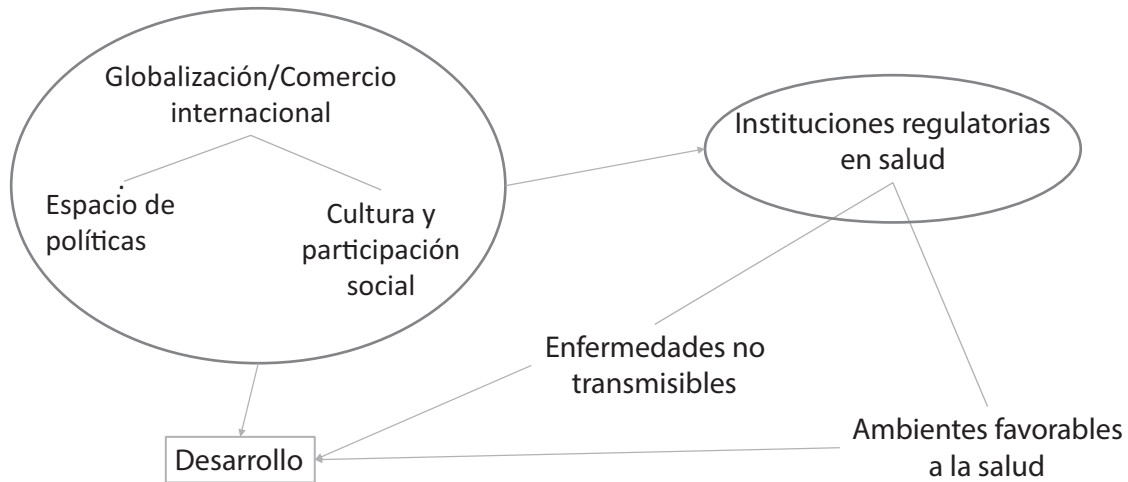 Globalización/Comercio
internacional
Espacio de
políticas
Cultura y
participación
social
Instituciones regulatorias
en salud
Enfermedades no
transmisibles
Ambientes favorables
a la salud
Desarrollo